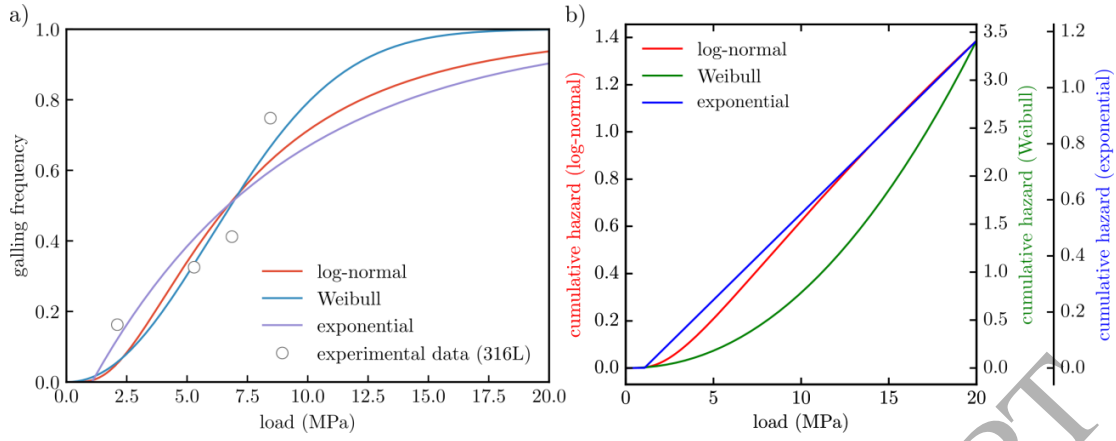 a)
galling frequency
1.0
0.8
0.6
0.4
0.2
0.0
log-normal
Weibull
exponential
experimental data (316L)
0.0 2.5 5.0 7.5 10.0 12.5 15.0 17.5 20.0
load (MPa)
b)
cumulative hazard (log-normal)
1.4
1.2
1.0
0.8
0.6
0.4
0.2
0.0
log-normal
Weibull
exponential
0 5 10 15 20
load (MPa)
3.5
3.0
2.5
2.0
1.5
1.0
0.5
0.0
cumulative hazard (Weibull)
1.2
1.0
0.8
0.6
0.4
0.2
0.0
cumulative hazard (exponential)
PT